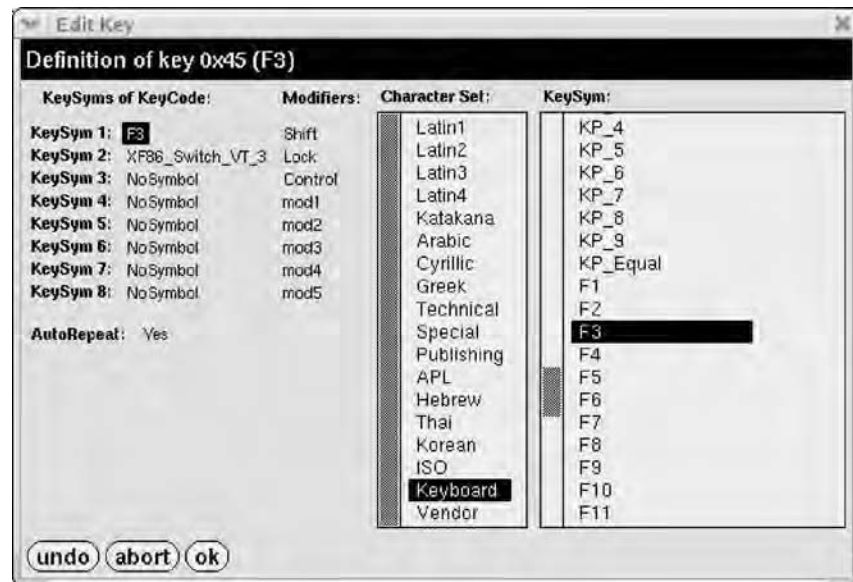 Edit Key
Definition of key 0x45 (F3)
KeySyms of KeyCode:
Modifiers:
KeySym 1: F3
Shift
KeySym 2: XF86_Switch_VT_3
Lock
KeySym 3: NoSymbol
Control
KeySym 4: NoSymbol
mod1
KeySym 5: NoSymbol
mod2
KeySym 6: NoSymbol
mod3
KeySym 7: NoSymbol
mod4
KeySym 8: NoSymbol
mod5
AutoRepeat: Yes
Character Set:
Latin1
Latin2
Latin3
Latin4
Katakana
Arabic
Cyrillic
Greek
Technical
Special
Publishing
APL
Hebrew
Thai
Korean
ISO
Keyboard
Vendor
KeySym:
KP_4
KP_5
KP_6
KP_7
KP_8
KP_9
KP_Equal
F1
F2
F3
F4
F5
F6
F7
F8
F9
F10
F11
undo abort ok